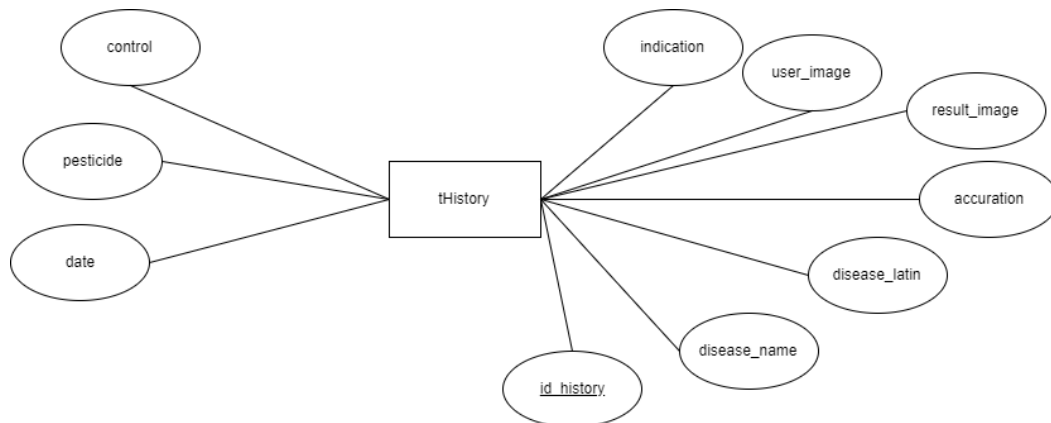 control
indication
user_image
result_image
pesticide
tHistory
accuration
date
disease_latin
disease_name
id_history